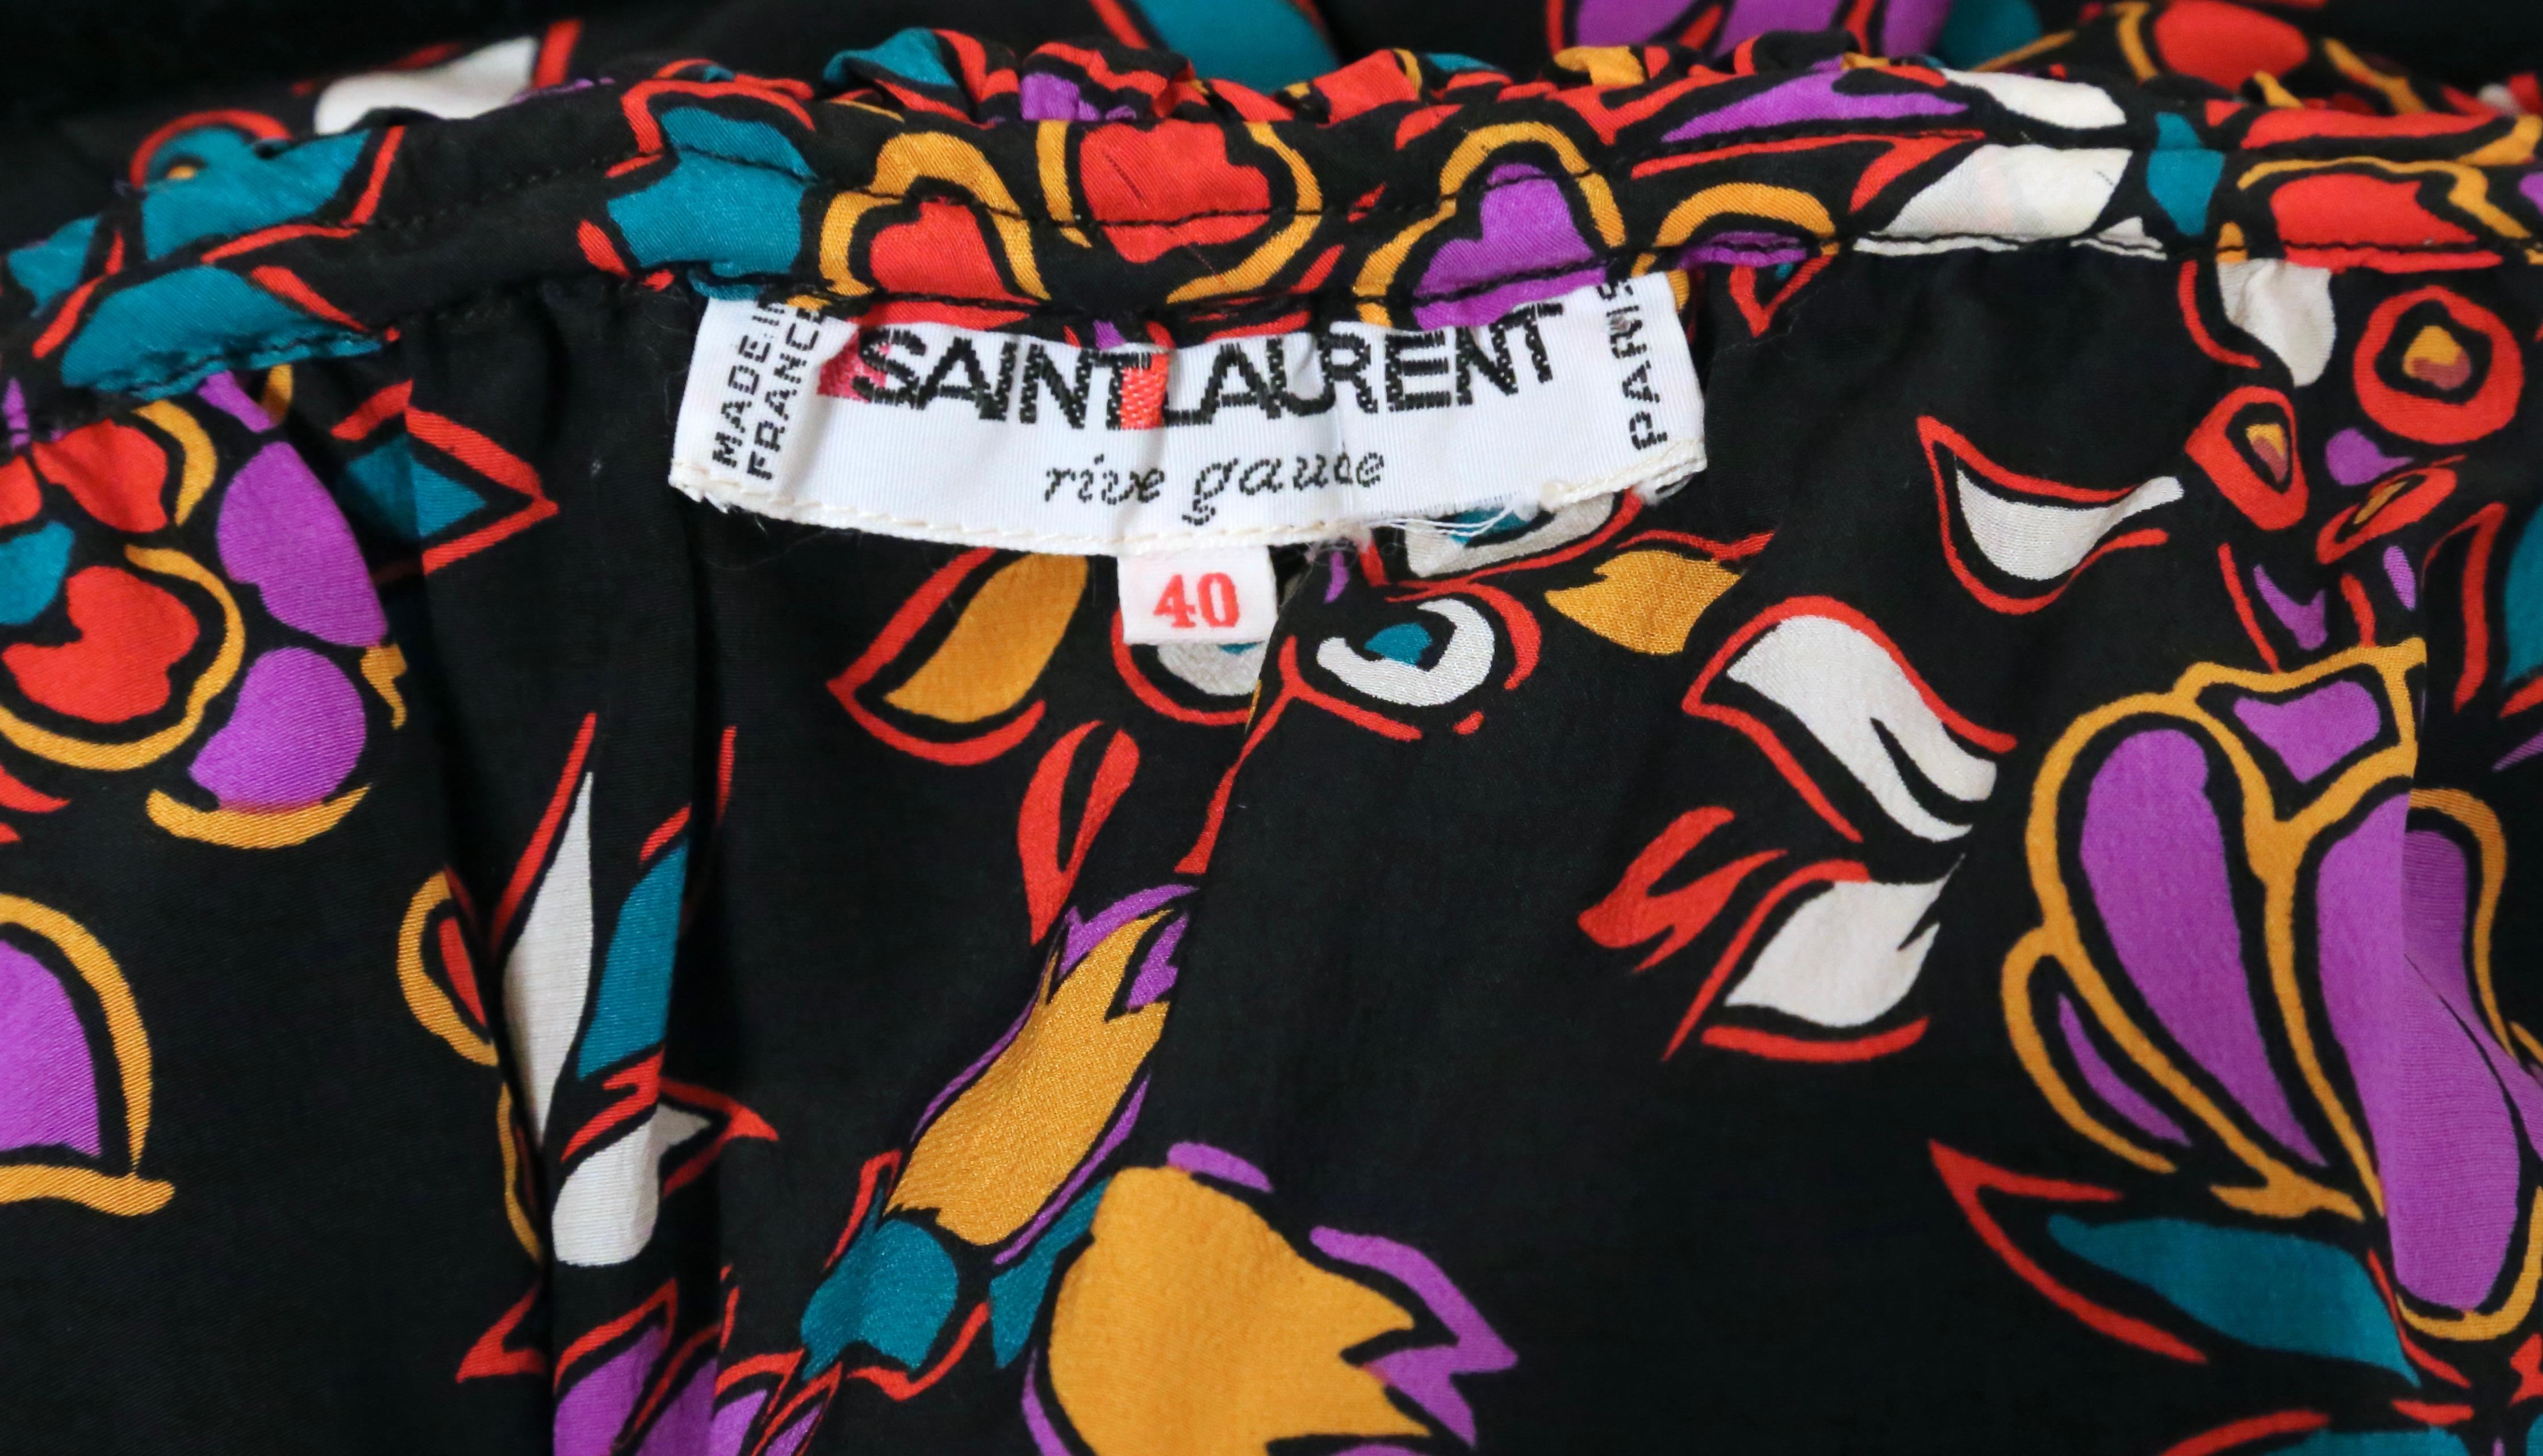 MADE IN
FRANCE
SAINT LAURENT
rive gauche
PARIS
40